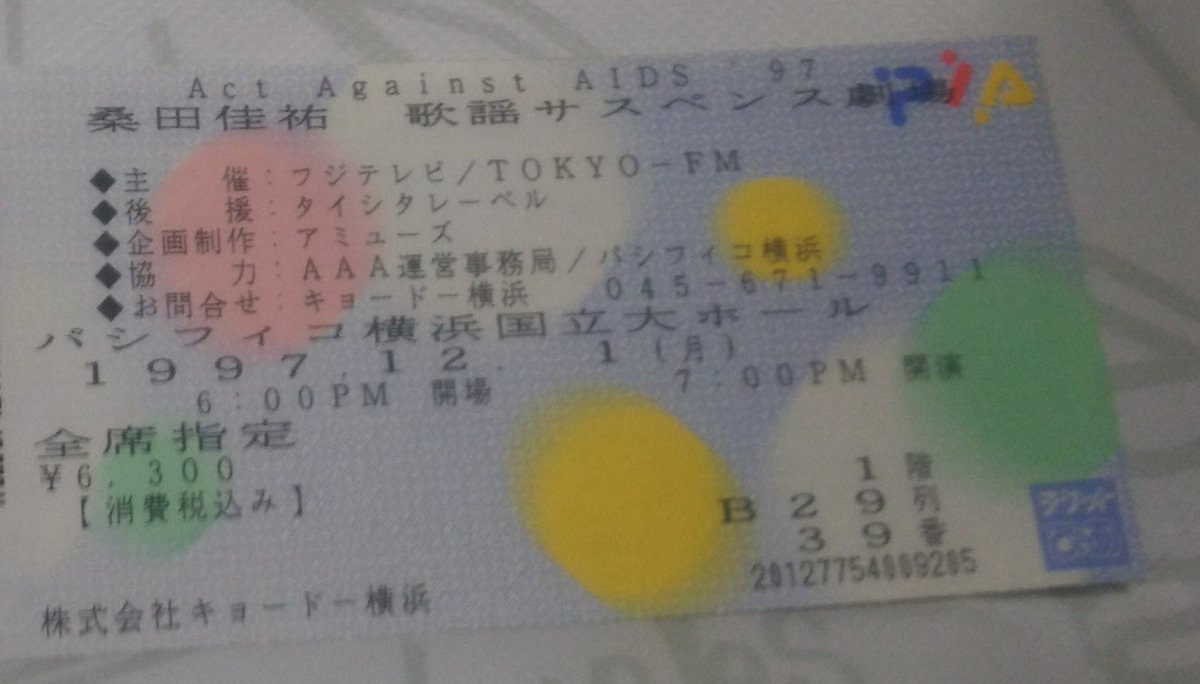 Act Against AIDS '97
桑田佳祐 歌謡サスペンス劇場
PIA
◆主 催:フジテレビ/TOKYO-FM
◆後 援:タイシタレーベル
◆企画制作:アミューズ
◆協 力:AAA運営事務局/パシフィコ横浜
◆お問合せ:キョードー横浜 045-671-9911
パシフィコ横浜国立大ホール
1997.12. 1(月)
6:00PM 開場 7:00PM 開演
全席指定
¥6,300
【消費税込み】
1 階
B29列
39番
20127754009205
株式会社キョードー横浜